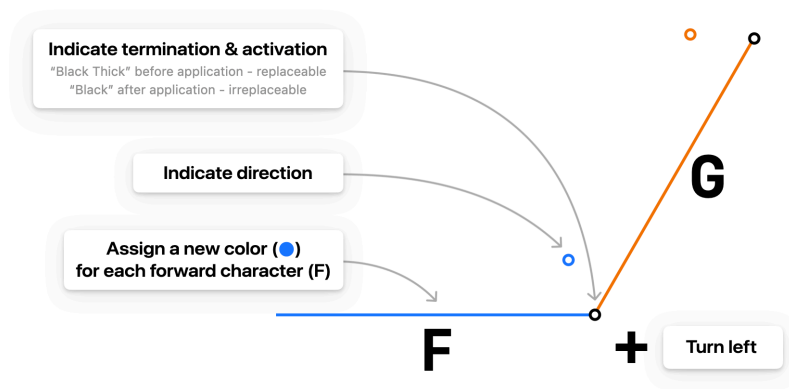 Indicate termination & activation
“Black Thick” before application - replaceable
“Black” after application - irreplaceable
Indicate direction
Assign a new color (🔵)
for each forward character (F)
G
F
+
Turn left